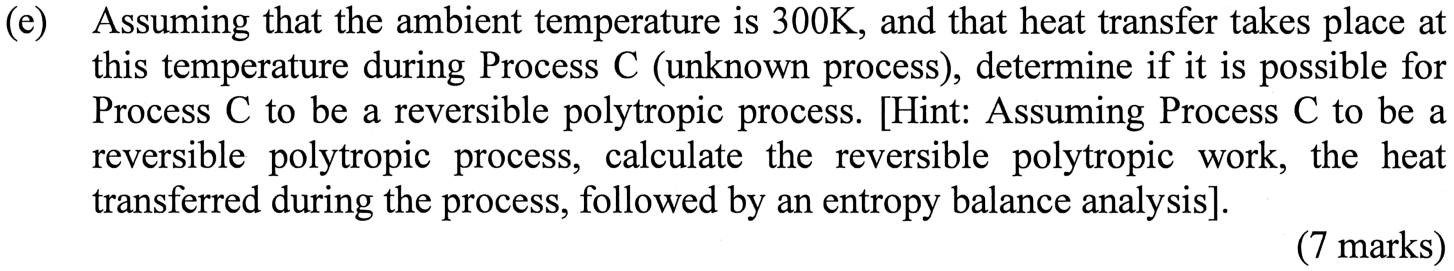 (e) Assuming that the ambient temperature is 300K, and that heat transfer takes place at
this temperature during Process C (unknown process), determine if it is possible for
Process C to be a reversible polytropic process. [Hint: Assuming Process C to be a
reversible polytropic process, calculate the reversible polytropic work, the heat
transferred during the process, followed by an entropy balance analysis].
(7 marks)